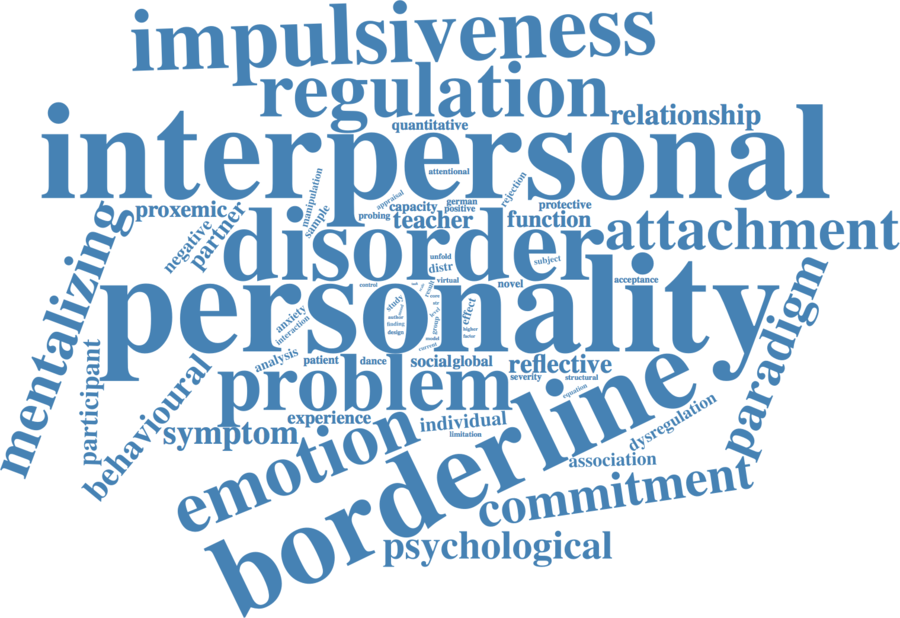 impulsiveness
regulation
relationship
quantitative
interpersonal
attentional
manipulation
rejection
appraisal
proxemic
partner
negative
sample
capacity
german
positive
protective
probing
teacher
function
mentalizing
disorder
attachment
unfold
distr
subject
virtual
control
novel
acceptance
personality
result
study
effect
group
level
author
finding
design
higher
factor
model
current
anxiety
interaction
paradigm
analysis
patient
dance
socialglobal
reflective
severity
structural
equation
participant
behavioural
problem
borderline
experience
individual
limitation
symptom
emotion
dysregulation
association
commitment
psychological